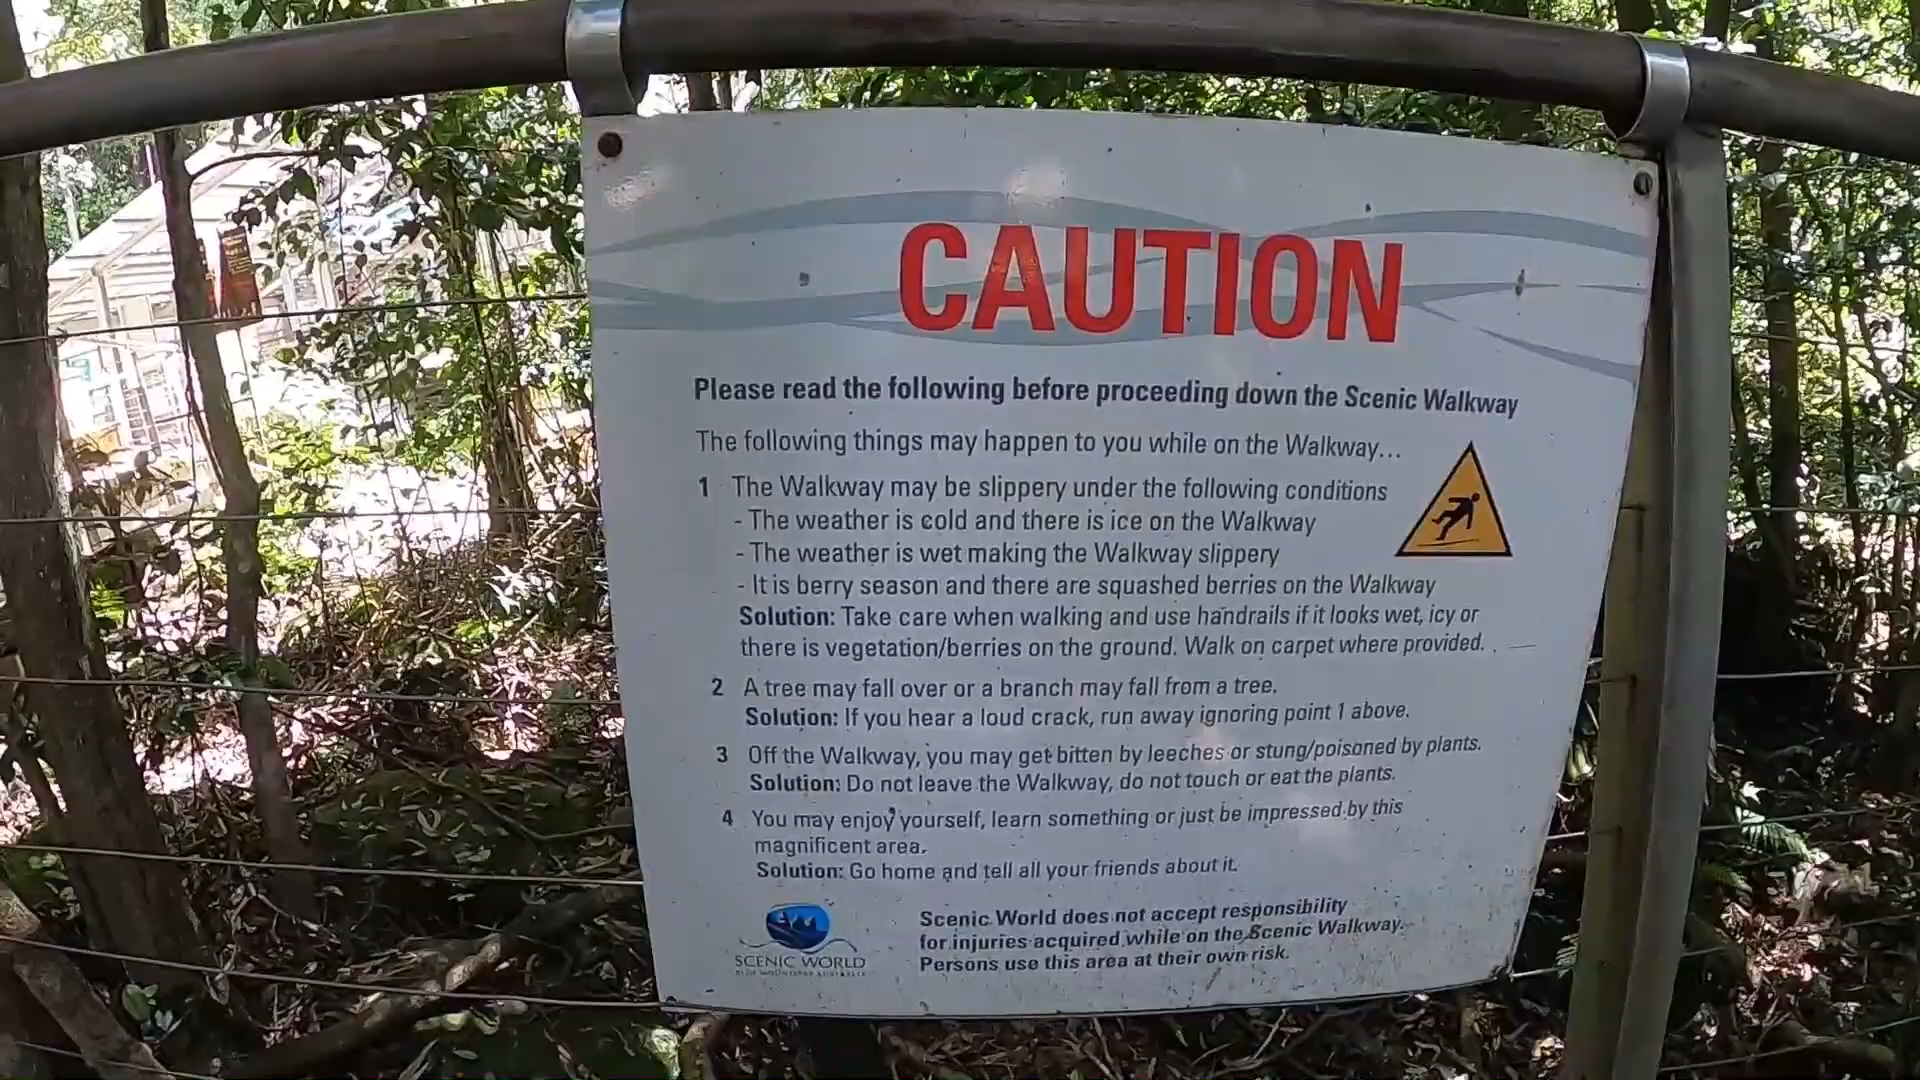 CAUTION
Please read the following before proceeding down the Scenic Walkway
The following things may happen to you while on the Walkway...
1 The Walkway may be slippery under the following conditions
- The weather is cold and there is ice on the Walkway
- The weather is wet making the Walkway slippery
- It is berry season and there are squashed berries on the Walkway
Solution: Take care when walking and use handrails if it looks wet, icy or
there is vegetation/berries on the ground. Walk on carpet where provided.
2 A tree may fall over or a branch may fall from a tree.
Solution: If you hear a loud crack, run away ignoring point 1 above.
3 Off the Walkway, you may get bitten by leeches or stung/poisoned by plants.
Solution: Do not leave the Walkway, do not touch or eat the plants.
4 You may enjoy yourself, learn something or just be impressed by this
magnificent area.
Solution: Go home and tell all your friends about it.
Scenic World does not accept responsibility
for injuries acquired while on the Scenic Walkway.
Persons use this area at their own risk.
SCENIC WORLD